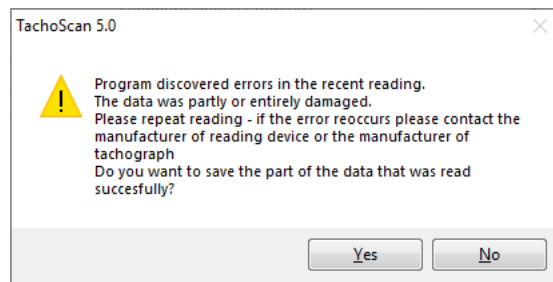 TachoScan 5.0
Program discovered errors in the recent reading.
The data was partly or entirely damaged.
Please repeat reading - if the error reoccurs please contact the
manufacturer of reading device or the manufacturer of
tachograph
Do you want to save the part of the data that was read
succesfully?
Yes
No